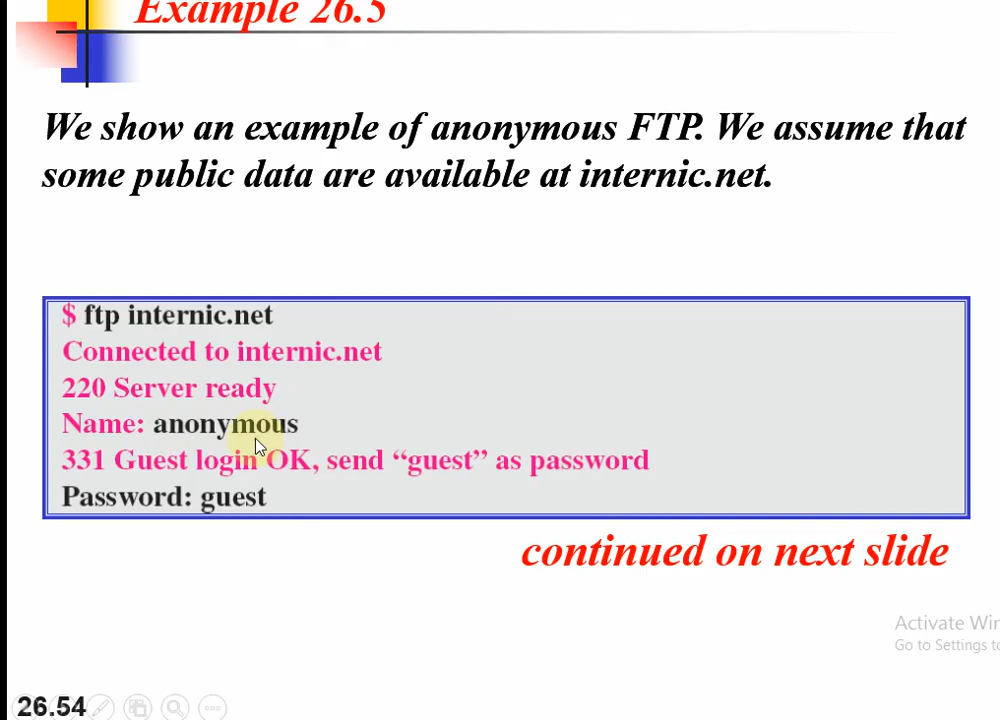 Example 26.5
We show an example of anonymous FTP. We assume that
some public data are available at internic.net.
$ ftp internic.net
Connected to internic.net
220 Server ready
Name: anonymous
331 Guest login OK, send “guest” as password
Password: guest
continued on next slide
Activate Win
Go to Settings to
26.54